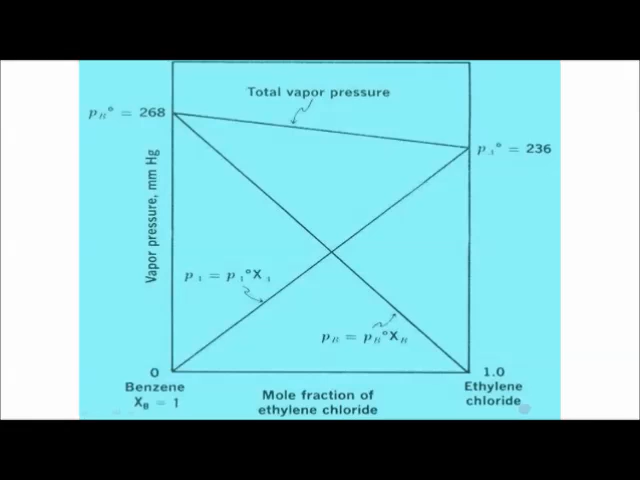 Total vapor pressure
p_B° = 268
p_A° = 236
Vapor pressure, mm Hg
p_A = p_A°X_A
p_B = p_B°X_B
0
1.0
Benzene
X_B = 1
Mole fraction of
ethylene chloride
Ethylene
chloride